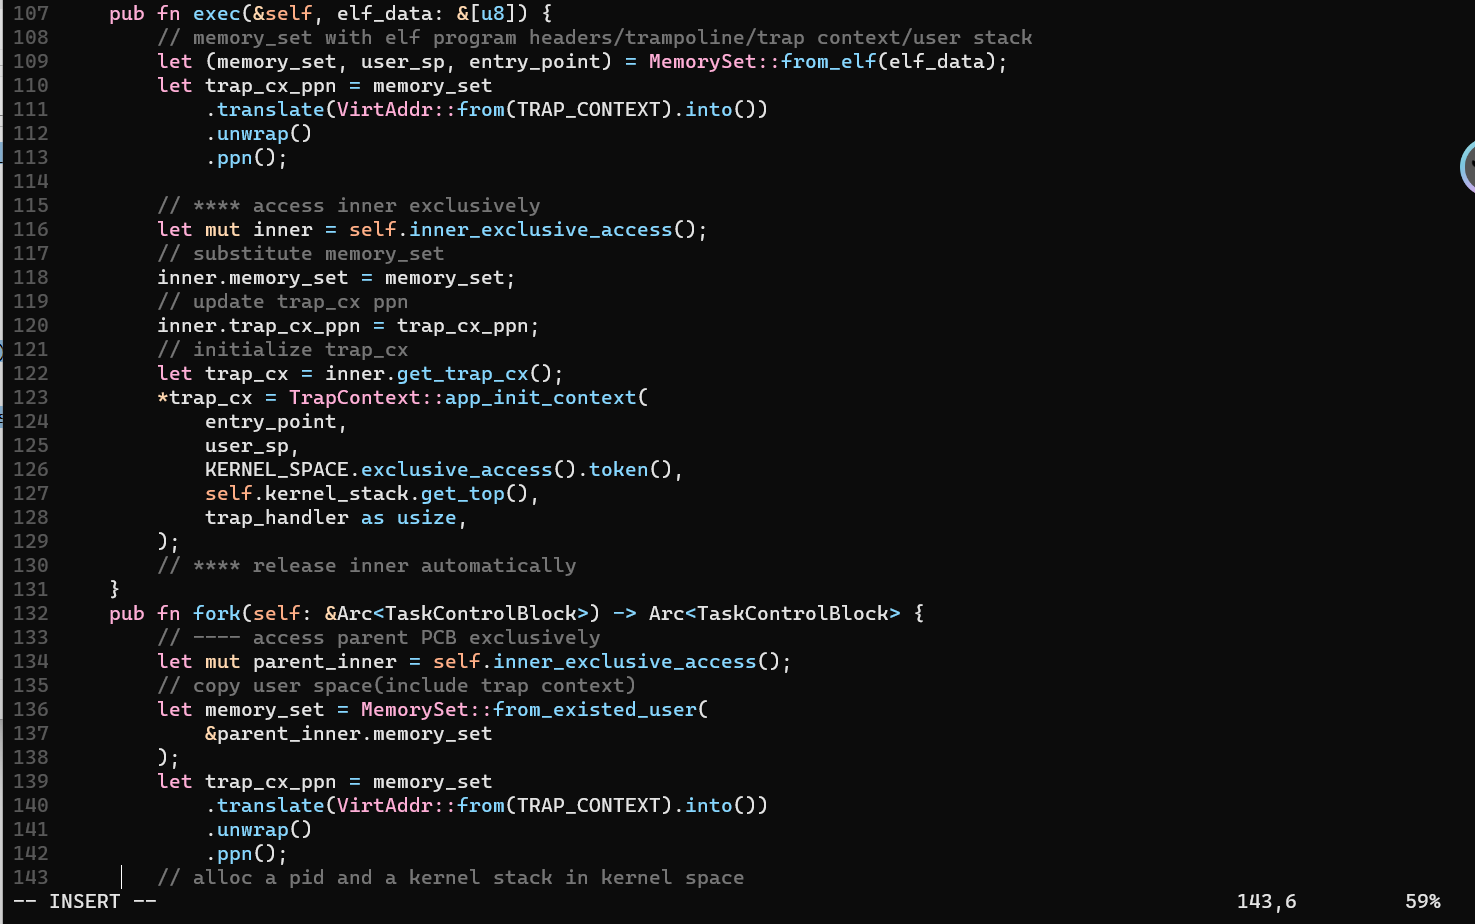 107     pub fn exec(&self, elf_data: &[u8]) {
108         // memory_set with elf program headers/trampoline/trap context/user stack
109         let (memory_set, user_sp, entry_point) = MemorySet::from_elf(elf_data);
110         let trap_cx_ppn = memory_set
111             .translate(VirtAddr::from(TRAP_CONTEXT).into())
112             .unwrap()
113             .ppn();
114
115         // **** access inner exclusively
116         let mut inner = self.inner_exclusive_access();
117         // substitute memory_set
118         inner.memory_set = memory_set;
119         // update trap_cx ppn
120         inner.trap_cx_ppn = trap_cx_ppn;
121         // initialize trap_cx
122         let trap_cx = inner.get_trap_cx();
123         *trap_cx = TrapContext::app_init_context(
124             entry_point,
125             user_sp,
126             KERNEL_SPACE.exclusive_access().token(),
127             self.kernel_stack.get_top(),
128             trap_handler as usize,
129         );
130         // **** release inner automatically
131     }
132     pub fn fork(self: &Arc<TaskControlBlock>) -> Arc<TaskControlBlock> {
133         // ---- access parent PCB exclusively
134         let mut parent_inner = self.inner_exclusive_access();
135         // copy user space(include trap context)
136         let memory_set = MemorySet::from_existed_user(
137             &parent_inner.memory_set
138         );
139         let trap_cx_ppn = memory_set
140             .translate(VirtAddr::from(TRAP_CONTEXT).into())
141             .unwrap()
142             .ppn();
143         // alloc a pid and a kernel stack in kernel space
-- INSERT --                                        143,6         59%